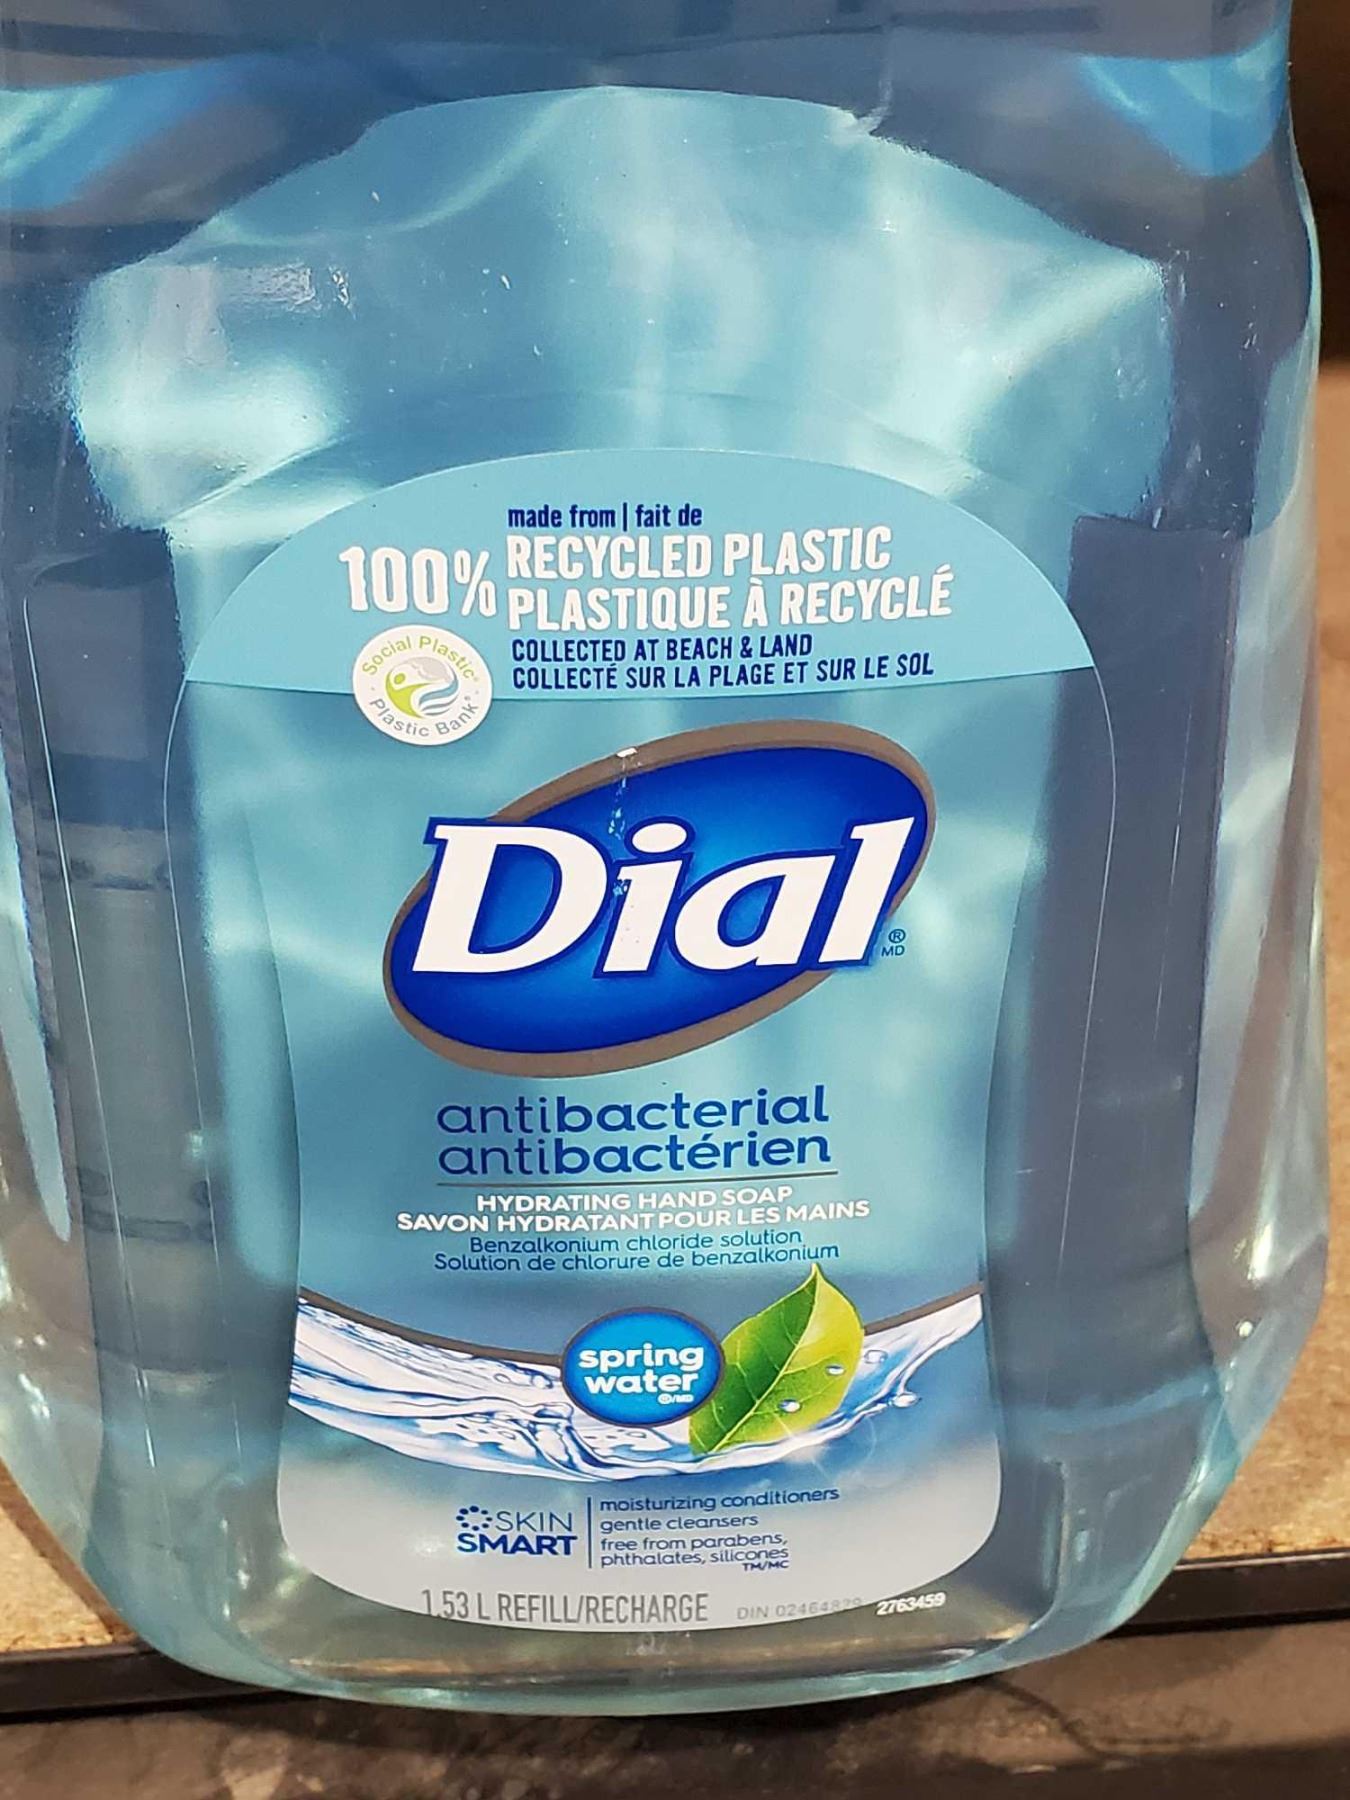 made from | fait de
100% RECYCLED PLASTIC
PLASTIQUE À RECYCLÉ
COLLECTED AT BEACH & LAND
COLLECTÉ SUR LA PLAGE ET SUR LE SOL
Social Plastic®
Plastic Bank®
Dial
®
MD
antibacterial
antibactérien
HYDRATING HAND SOAP
SAVON HYDRATANT POUR LES MAINS
Benzalkonium chloride solution
Solution de chlorure de benzalkonium
spring
water
®/MD
SKIN
SMART
moisturizing conditioners
gentle cleansers
free from parabens,
phthalates, silicones
TM/MC
1.53 L REFILL/RECHARGE
DIN
2763459